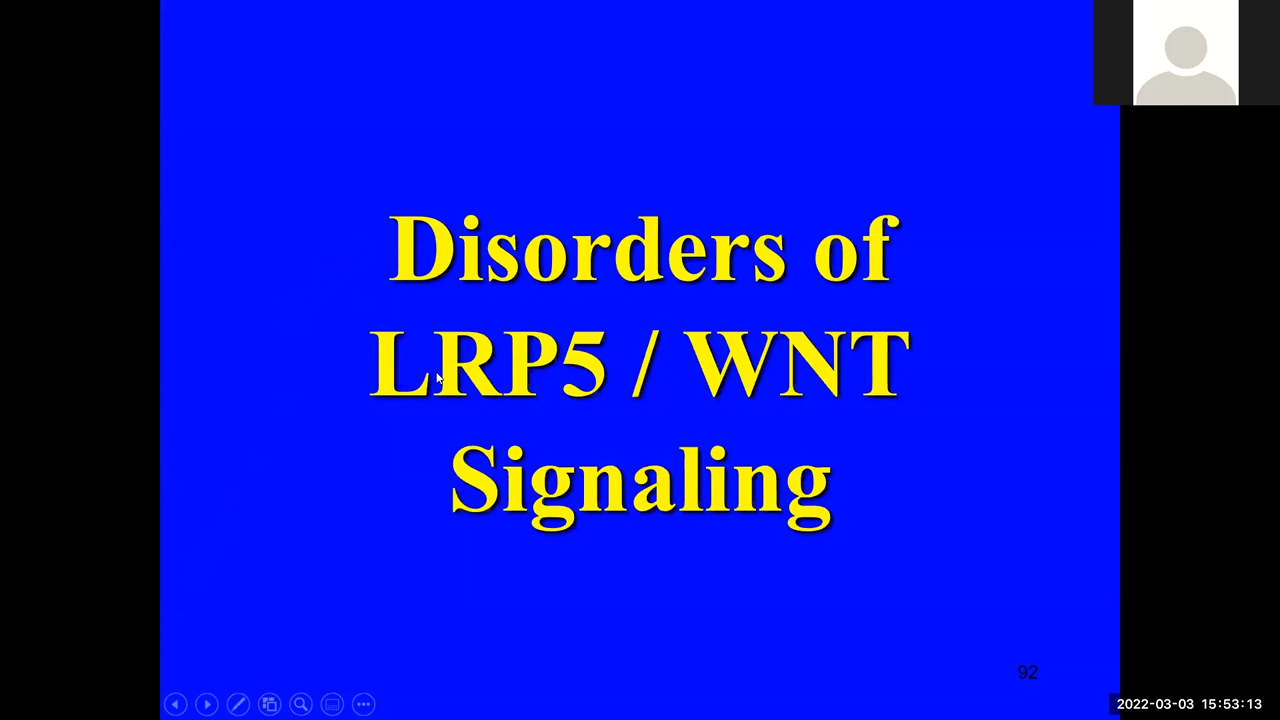 Disorders of
LRP5 / WNT
Signaling
92
2022-03-03 15:53:13